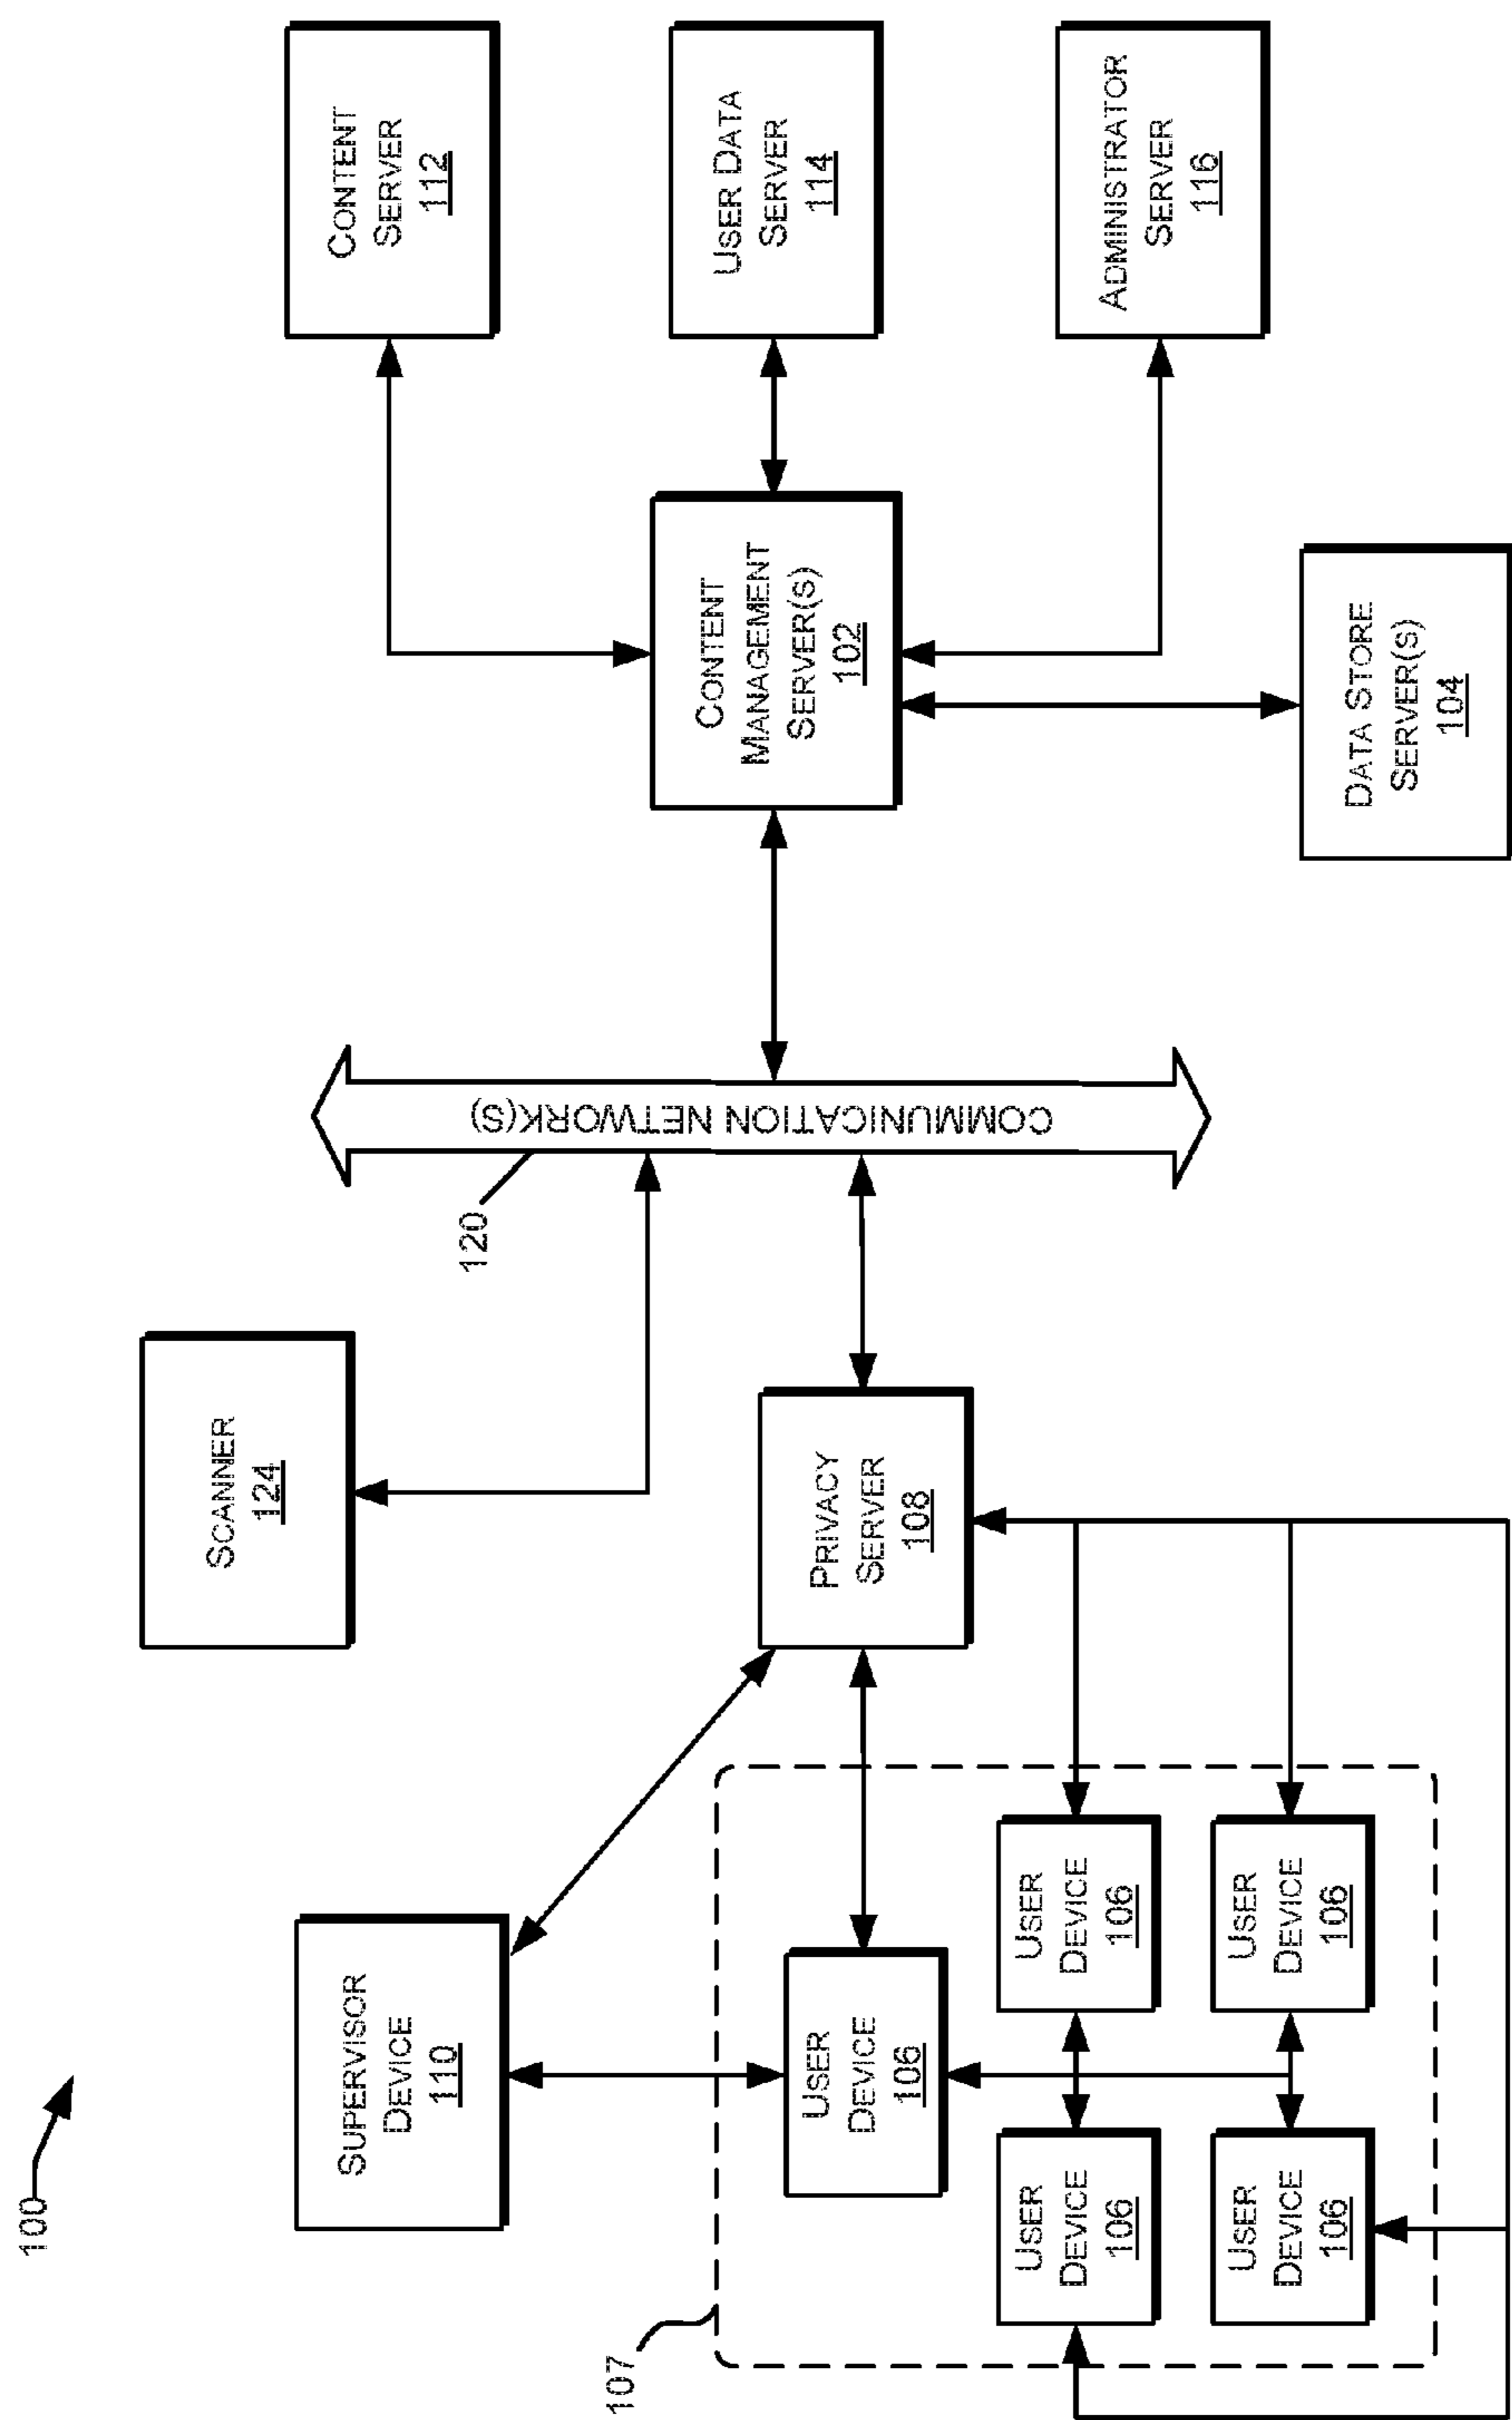 100
SUPERVISOR
DEVICE
110
SCANNER
124
120
COMMUNICATION NETWORK(S)
CONTENT
SERVER
112
USER DATA
SERVER
114
ADMINISTRATOR
SERVER
116
CONTENT
MANAGEMENT
SERVER(S)
102
DATA STORE
SERVER(S)
104
PRIVACY
SERVER
108
107
USER
DEVICE
106
USER
DEVICE
106
USER
DEVICE
106
USER
DEVICE
106
USER
DEVICE
106